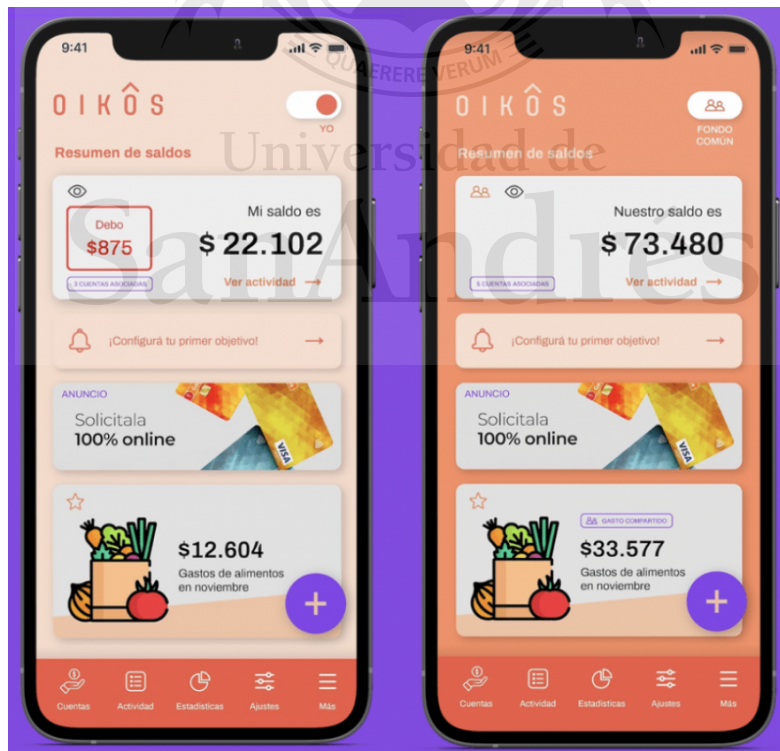 QUAERERE VERUM
Universidad de
SanAndrés
9:41
OIKÔS
YO
Resumen de saldos
Debo
$875
Mi saldo es
$ 22.102
3 CUENTAS ASOCIADAS
Ver actividad →
¡Configurá tu primer objetivo! →
ANUNCIO
Solicitala
100% online
VISA
$12.604
Gastos de alimentos
en noviembre
+
Cuentas
Actividad
Estadísticas
Ajustes
Más
9:41
OIKÔS
FONDO
COMÚN
Resumen de saldos
Nuestro saldo es
$ 73.480
5 CUENTAS ASOCIADAS
Ver actividad →
¡Configurá tu primer objetivo! →
ANUNCIO
Solicitala
100% online
VISA
GASTO COMPARTIDO
$33.577
Gastos de alimentos
en noviembre
+
Cuentas
Actividad
Estadísticas
Ajustes
Más